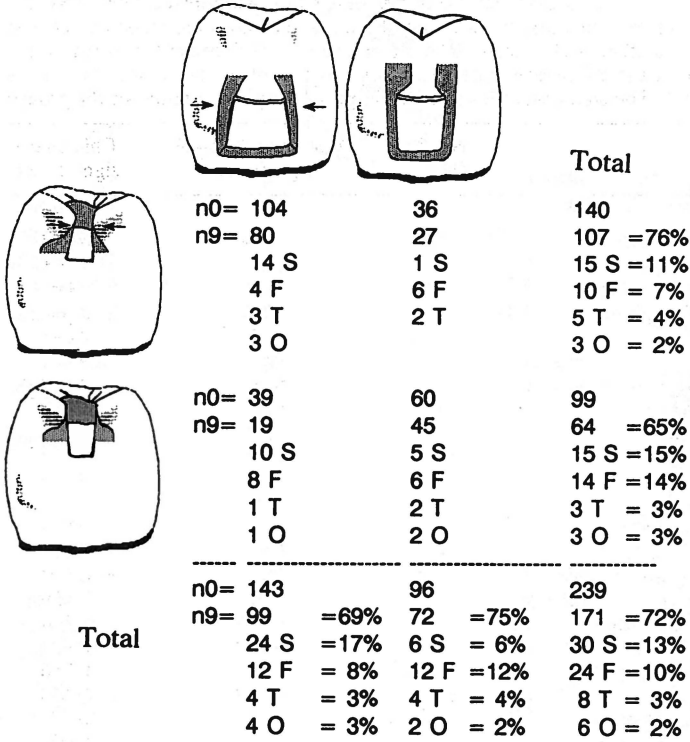 Total
n0= 104 36 140
n9= 80 27 107 =76%
14 S 1 S 15 S =11%
4 F 6 F 10 F = 7%
3 T 2 T 5 T = 4%
3 O 3 O = 2%
n0= 39 60 99
n9= 19 45 64 =65%
10 S 5 S 15 S =15%
8 F 6 F 14 F =14%
1 T 2 T 3 T = 3%
1 O 2 O 3 O = 3%
n0= 143 96 239
Total
n9= 99 =69% 72 =75% 171 =72%
24 S =17% 6 S = 6% 30 S =13%
12 F = 8% 12 F =12% 24 F =10%
4 T = 3% 4 T = 4% 8 T = 3%
4 O = 3% 2 O = 2% 6 O = 2%